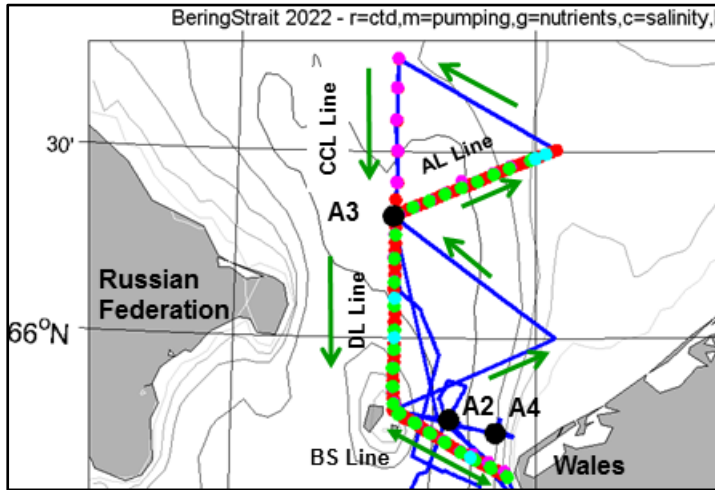 BeringStrait 2022 - r=ctd,m=pumping,g=nutrients,c=salinity,
CCL Line
30'
AL Line
A3
Russian
Federation
DL Line
66°N
A2
A4
BS Line
Wales